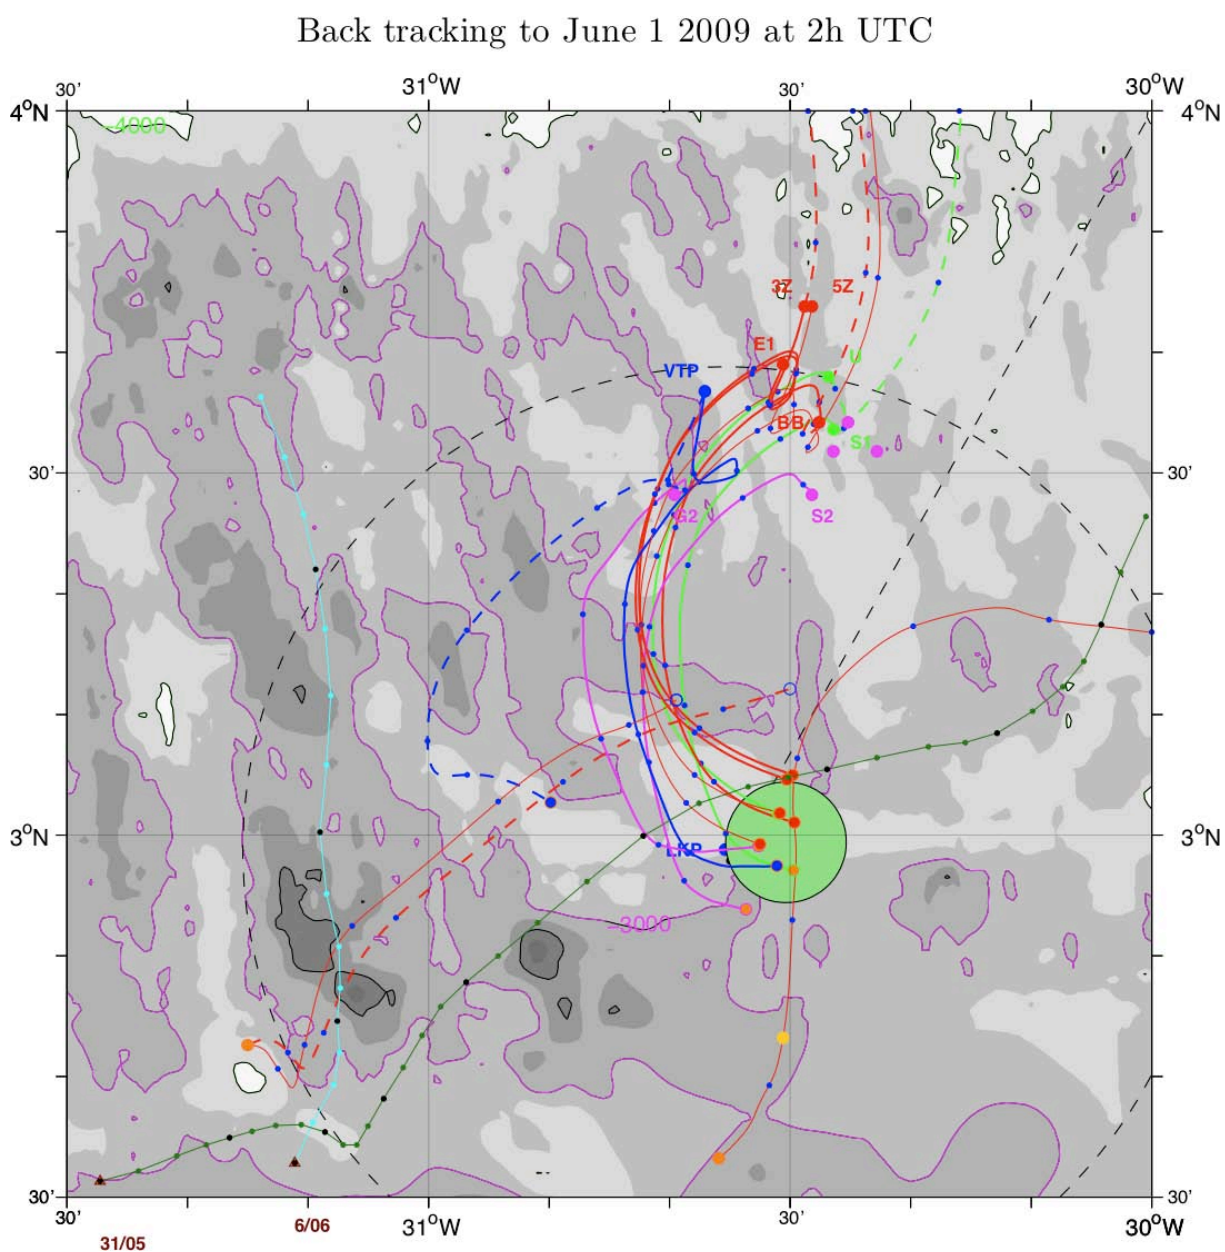 Back tracking to June 1 2009 at 2h UTC
30' 31°W 30' 30°W
4°N 4°N
-4000
3Z 5Z
E1
U
VTP
BB
S1
30' 30'
G2 S2
3°N 3°N
LKP
-3000
30' 30'
30' 31°W 30' 30°W
6/06
31/05